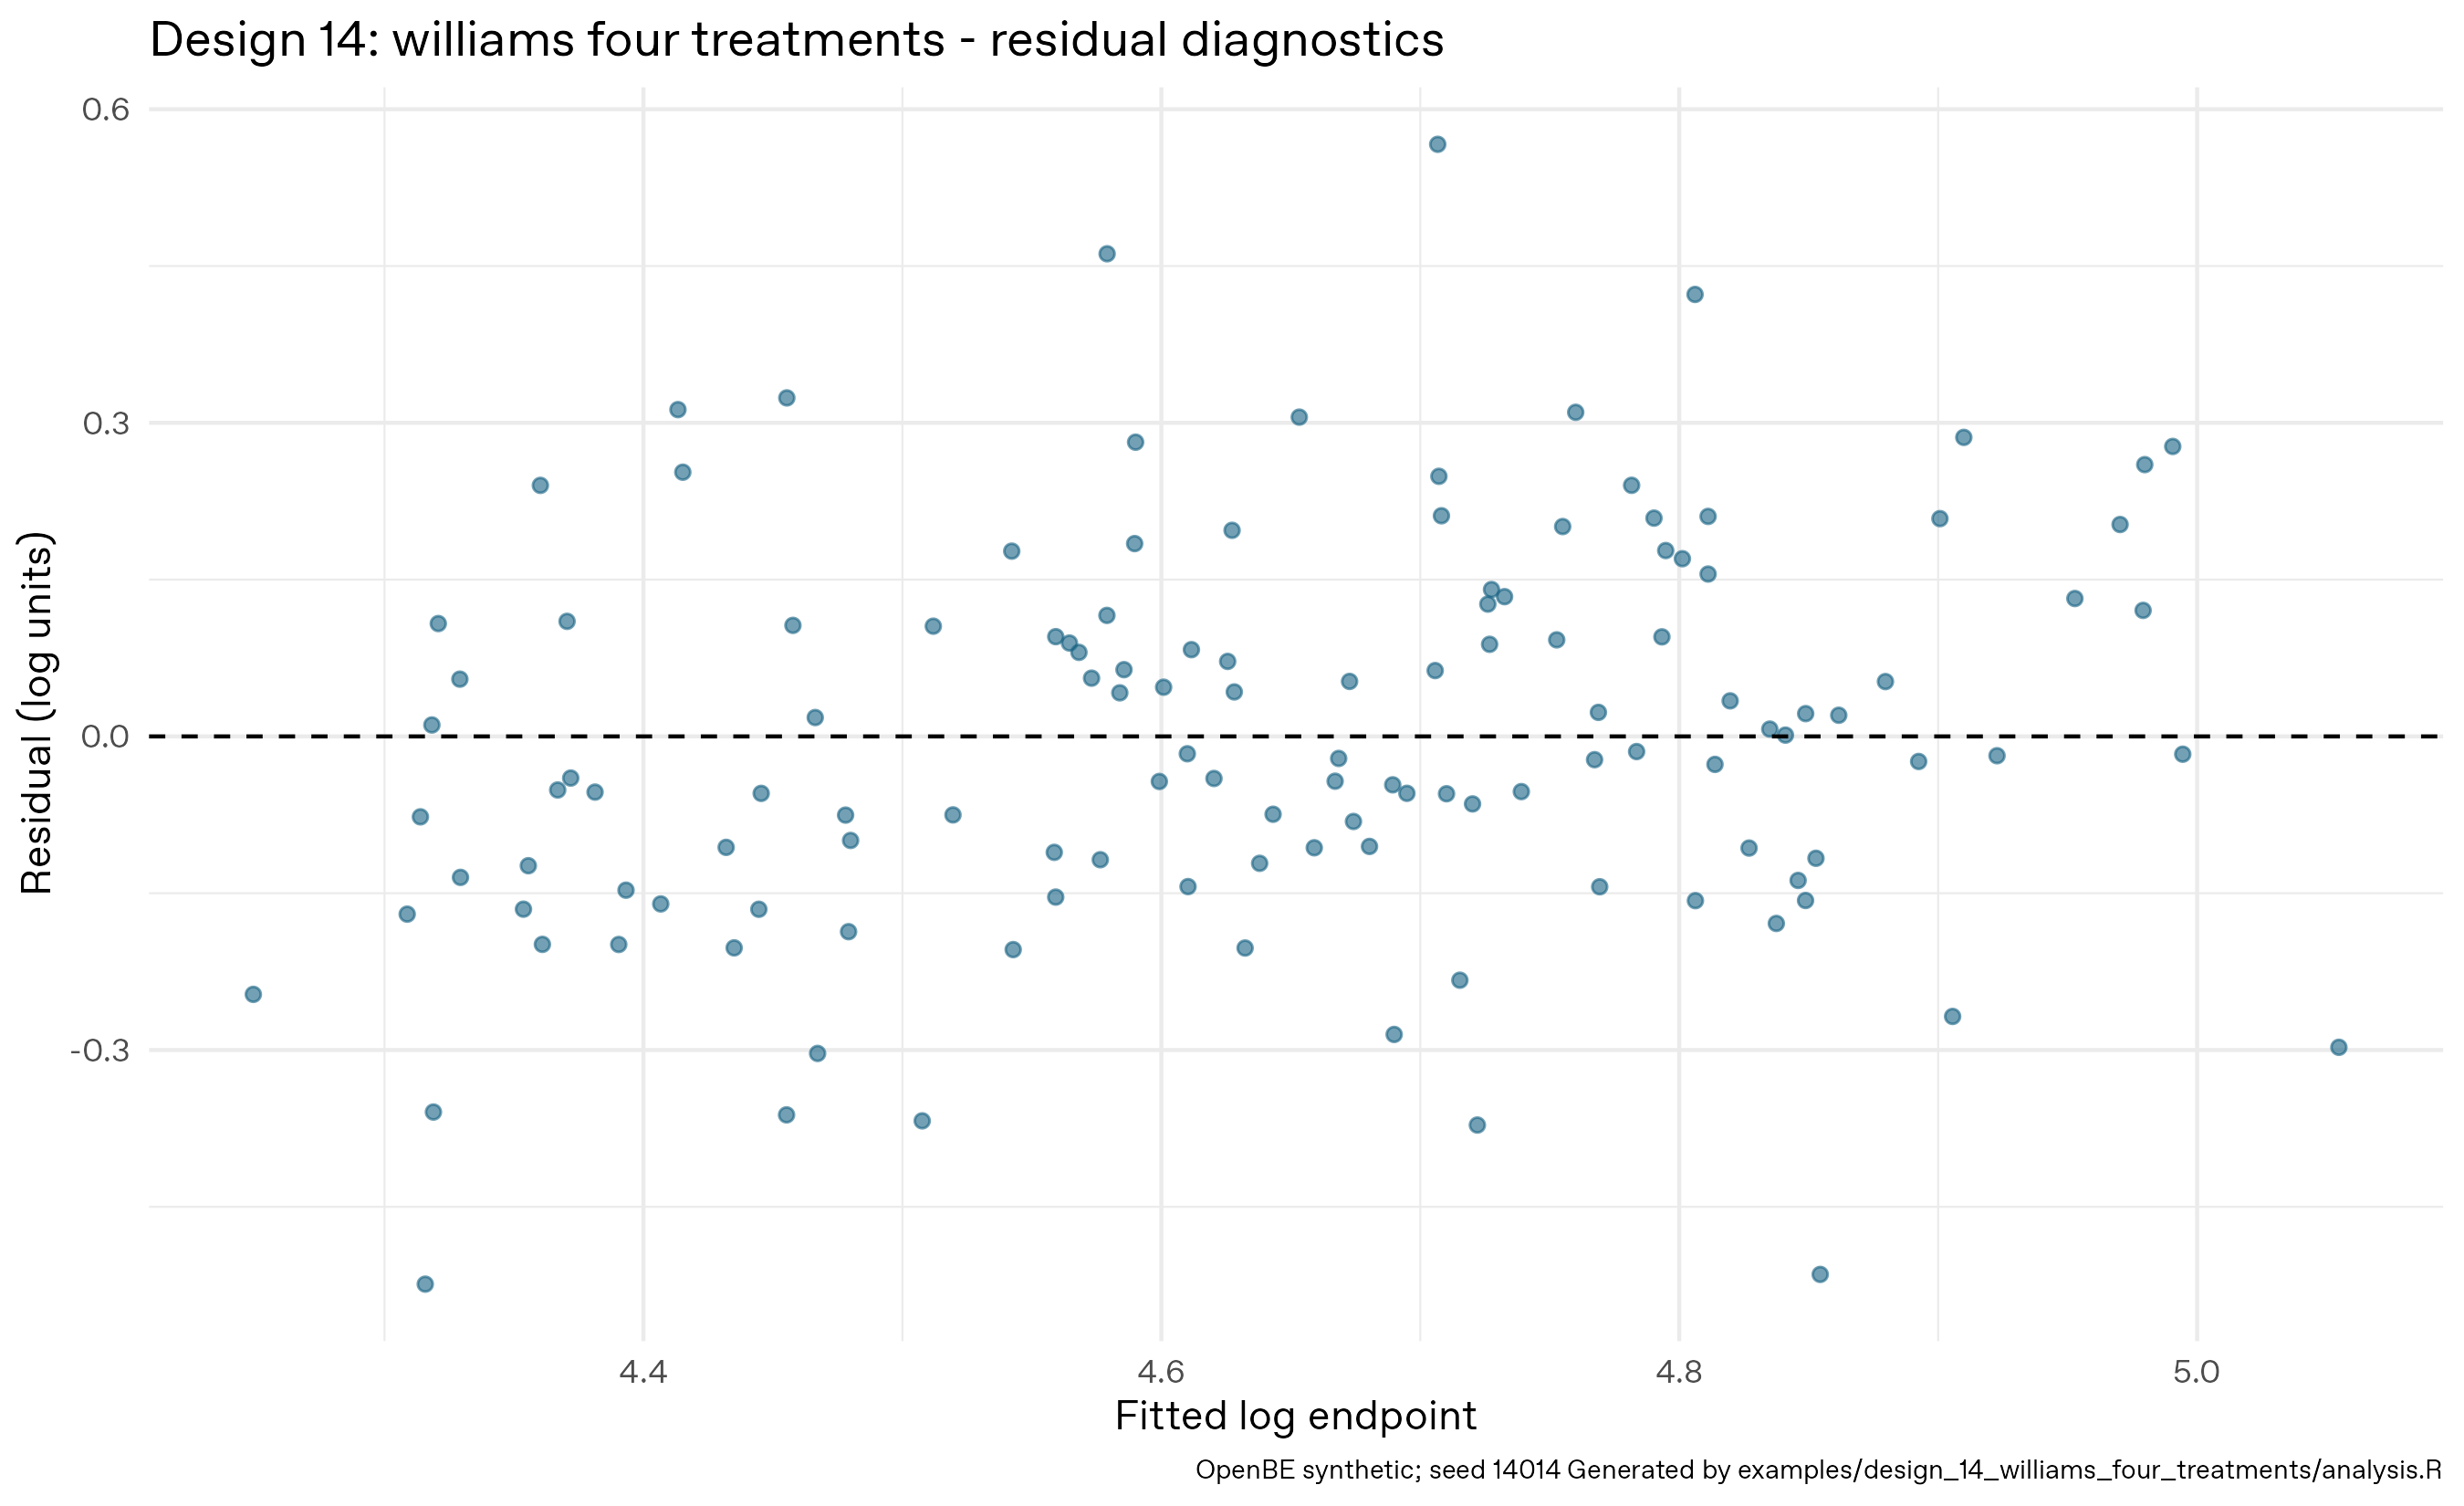 Design 14: williams four treatments - residual diagnostics
0.6
0.3
0.0
-0.3
Residual (log units)
4.4
4.6
4.8
5.0
Fitted log endpoint
OpenBE synthetic; seed 14014 Generated by examples/design_14_williams_four_treatments/analysis.R